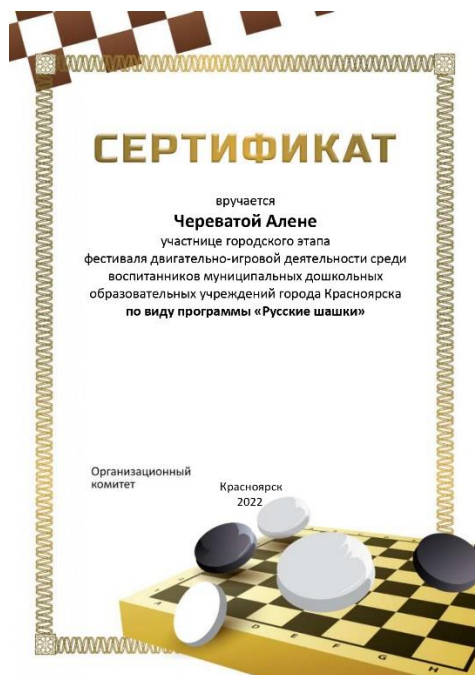 СЕРТИФИКАТ
вручается
Череватой Алене
участнице городского этапа
фестиваля двигательно-игровой деятельности среди
воспитанников муниципальных дошкольных
образовательных учреждений города Красноярска
по виду программы «Русские шашки»
Организационный
комитет
Красноярск
2022
A
D
E
F
G
H